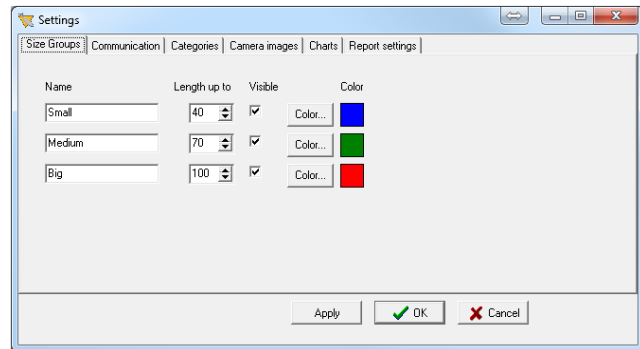 Settings
Size Groups Communication Categories Camera images Charts Report settings
Name Length up to Visible Color
Small 40 Color...
Medium 70 Color...
Big 100 Color...
Apply OK Cancel